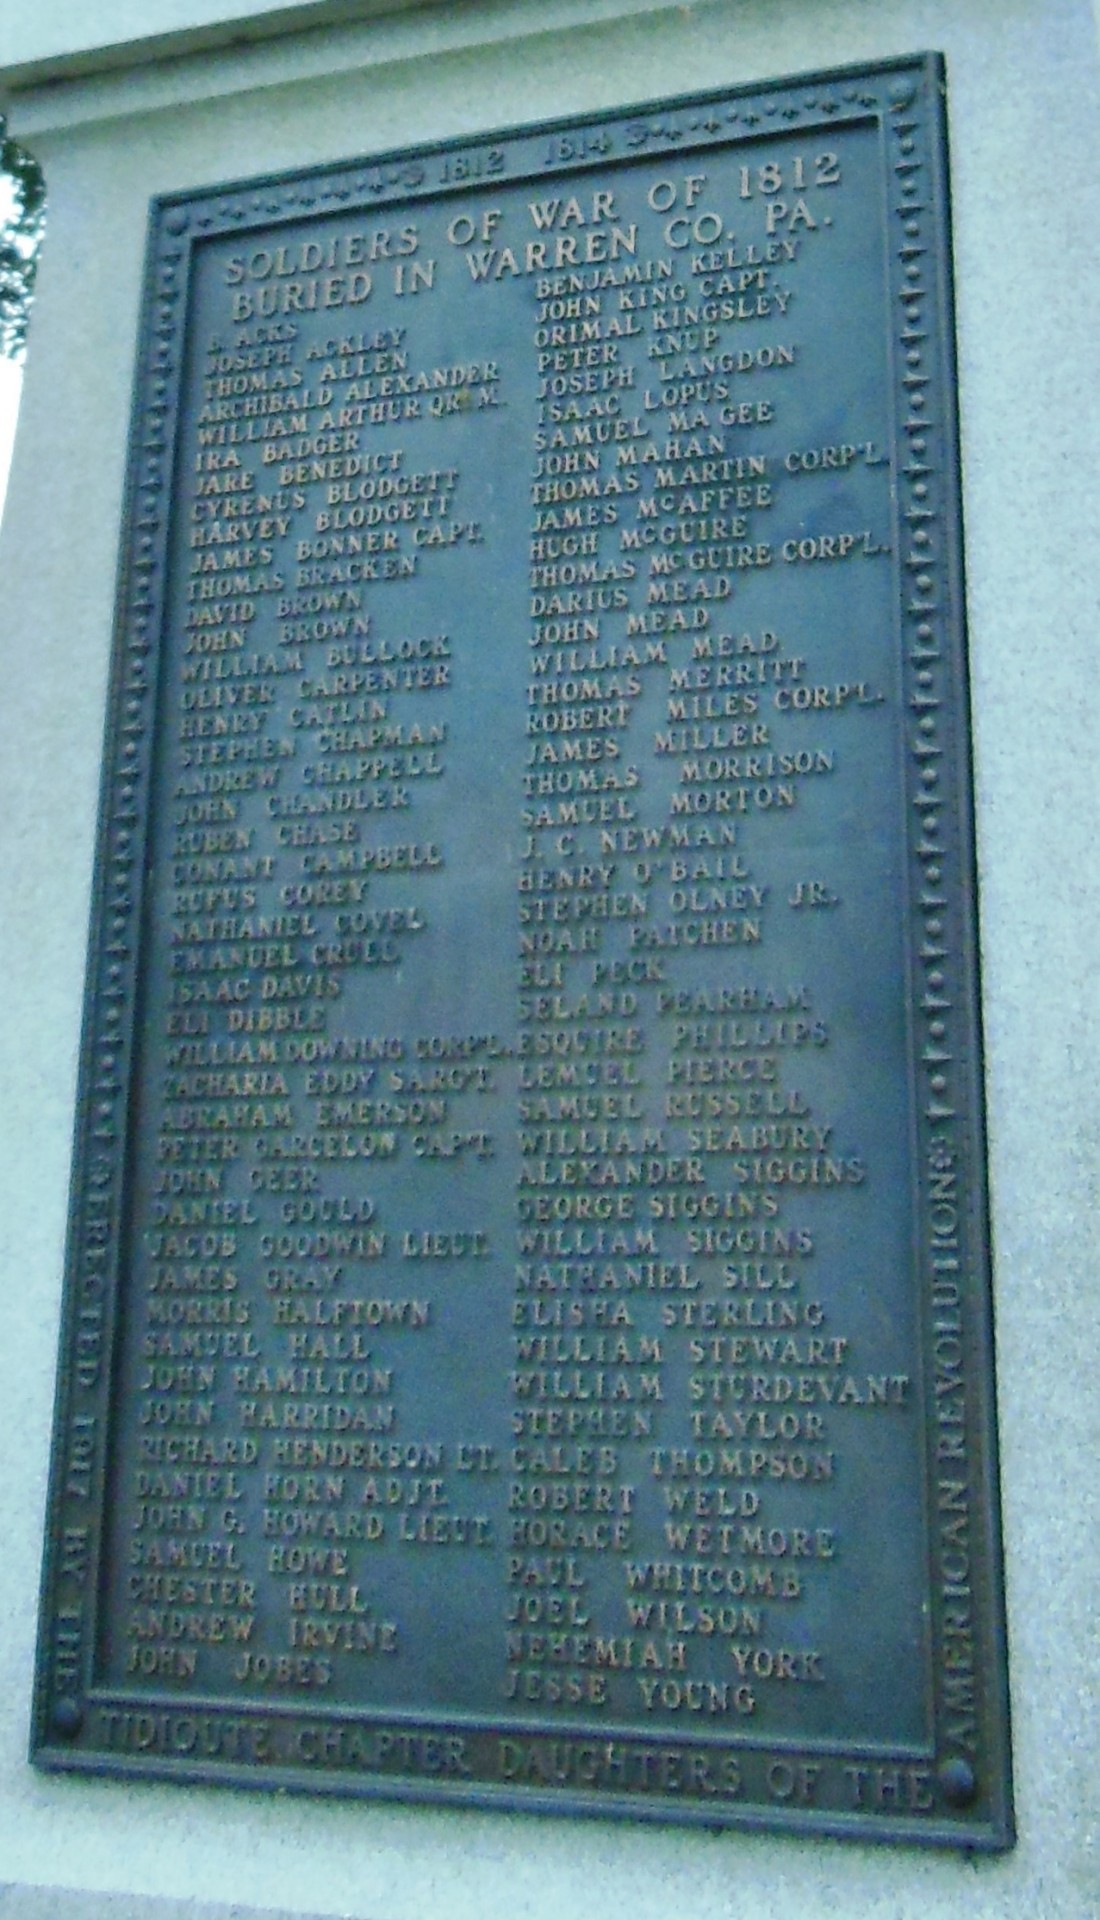 1812 1814
SOLDIERS OF WAR OF 1812
BURIED IN WARREN CO. PA.
E. ACKS
JOSEPH ACKLEY
THOMAS ALLEN
ARCHIBALD ALEXANDER
WILLIAM ARTHUR QR. M.
IRA BADGER
JARE BENEDICT
CYRENUS BLODGETT
HARVEY BLODGETT
JAMES BONNER CAPT.
THOMAS BRACKEN
DAVID BROWN
JOHN BROWN
WILLIAM BULLOCK
OLIVER CARPENTER
HENRY CATLIN
STEPHEN CHAPMAN
ANDREW CHAPPELL
JOHN CHANDLER
RUBEN CHASE
CONANT CAMPBELL
RUFUS COREY
NATHANIEL COVEL
EMANUEL CRULL
ISAAC DAVIS
ELI DIBBLE
WILLIAM DOWNING CORP'L.
ZACHARIA EDDY SARG'T.
ABRAHAM EMERSON
PETER GARCELON CAP'T.
JOHN GEER
DANIEL GOULD
JACOB GOODWIN LIEUT.
JAMES GRAY
MORRIS HALFTOWN
SAMUEL HALL
JOHN HAMILTON
JOHN HARRIDAN
RICHARD HENDERSON LT.
DANIEL HORN ADJT.
JOHN G. HOWARD LIEUT.
SAMUEL HOWE
CHESTER HULL
ANDREW IRVINE
JOHN JOBES
BENJAMIN KELLEY
JOHN KING CAPT.
ORIMAL KINGSLEY
PETER KNUP
JOSEPH LANGDON
ISAAC LOPUS
SAMUEL MAGEE
JOHN MAHAN
THOMAS MARTIN CORP'L.
JAMES McAFFEE
HUGH McGUIRE
THOMAS McGUIRE CORP'L.
DARIUS MEAD
JOHN MEAD
WILLIAM MEAD
THOMAS MERRITT
ROBERT MILES CORP'L.
JAMES MILLER
THOMAS MORRISON
SAMUEL MORTON
J. C. NEWMAN
HENRY O'BAIL
STEPHEN OLNEY JR.
NOAH PATCHEN
ELI PECK
SELAND PEARHAM
ESQUIRE PHILLIPS
LEMUEL PIERCE
SAMUEL RUSSELL
WILLIAM SEABURY
ALEXANDER SIGGINS
GEORGE SIGGINS
WILLIAM SIGGINS
NATHANIEL SILL
ELISHA STERLING
WILLIAM STEWART
WILLIAM STURDEVANT
STEPHEN TAYLOR
CALEB THOMPSON
ROBERT WELD
HORACE WETMORE
PAUL WHITCOMB
JOEL WILSON
NEHEMIAH YORK
JESSE YOUNG
ERECTED 1917 BY THE
TIDIOUTE CHAPTER DAUGHTERS OF THE
AMERICAN REVOLUTION